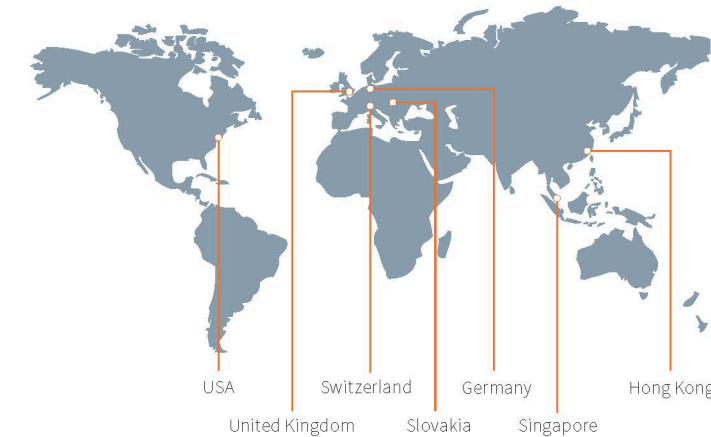 USA
Switzerland
Germany
Hong Kong
United Kingdom
Slovakia
Singapore